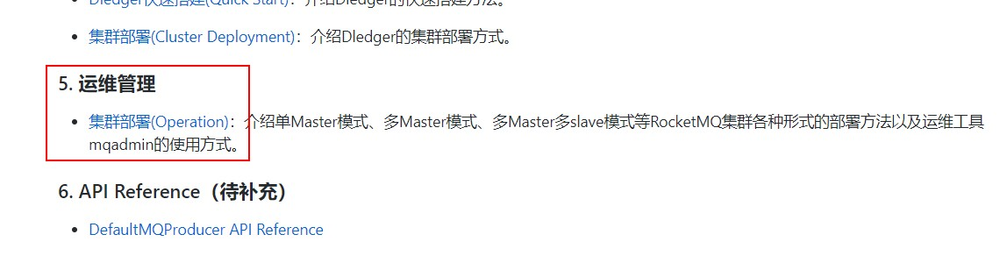 Dledger快速搭建(Quick Start)：介绍Dledger的快速搭建方法。
集群部署(Cluster Deployment)：介绍Dledger的集群部署方式。
5. 运维管理
集群部署(Operation)：介绍单Master模式、多Master模式、多Master多slave模式等RocketMQ集群各种形式的部署方法以及运维工具
mqadmin的使用方式。
6. API Reference（待补充）
DefaultMQProducer API Reference